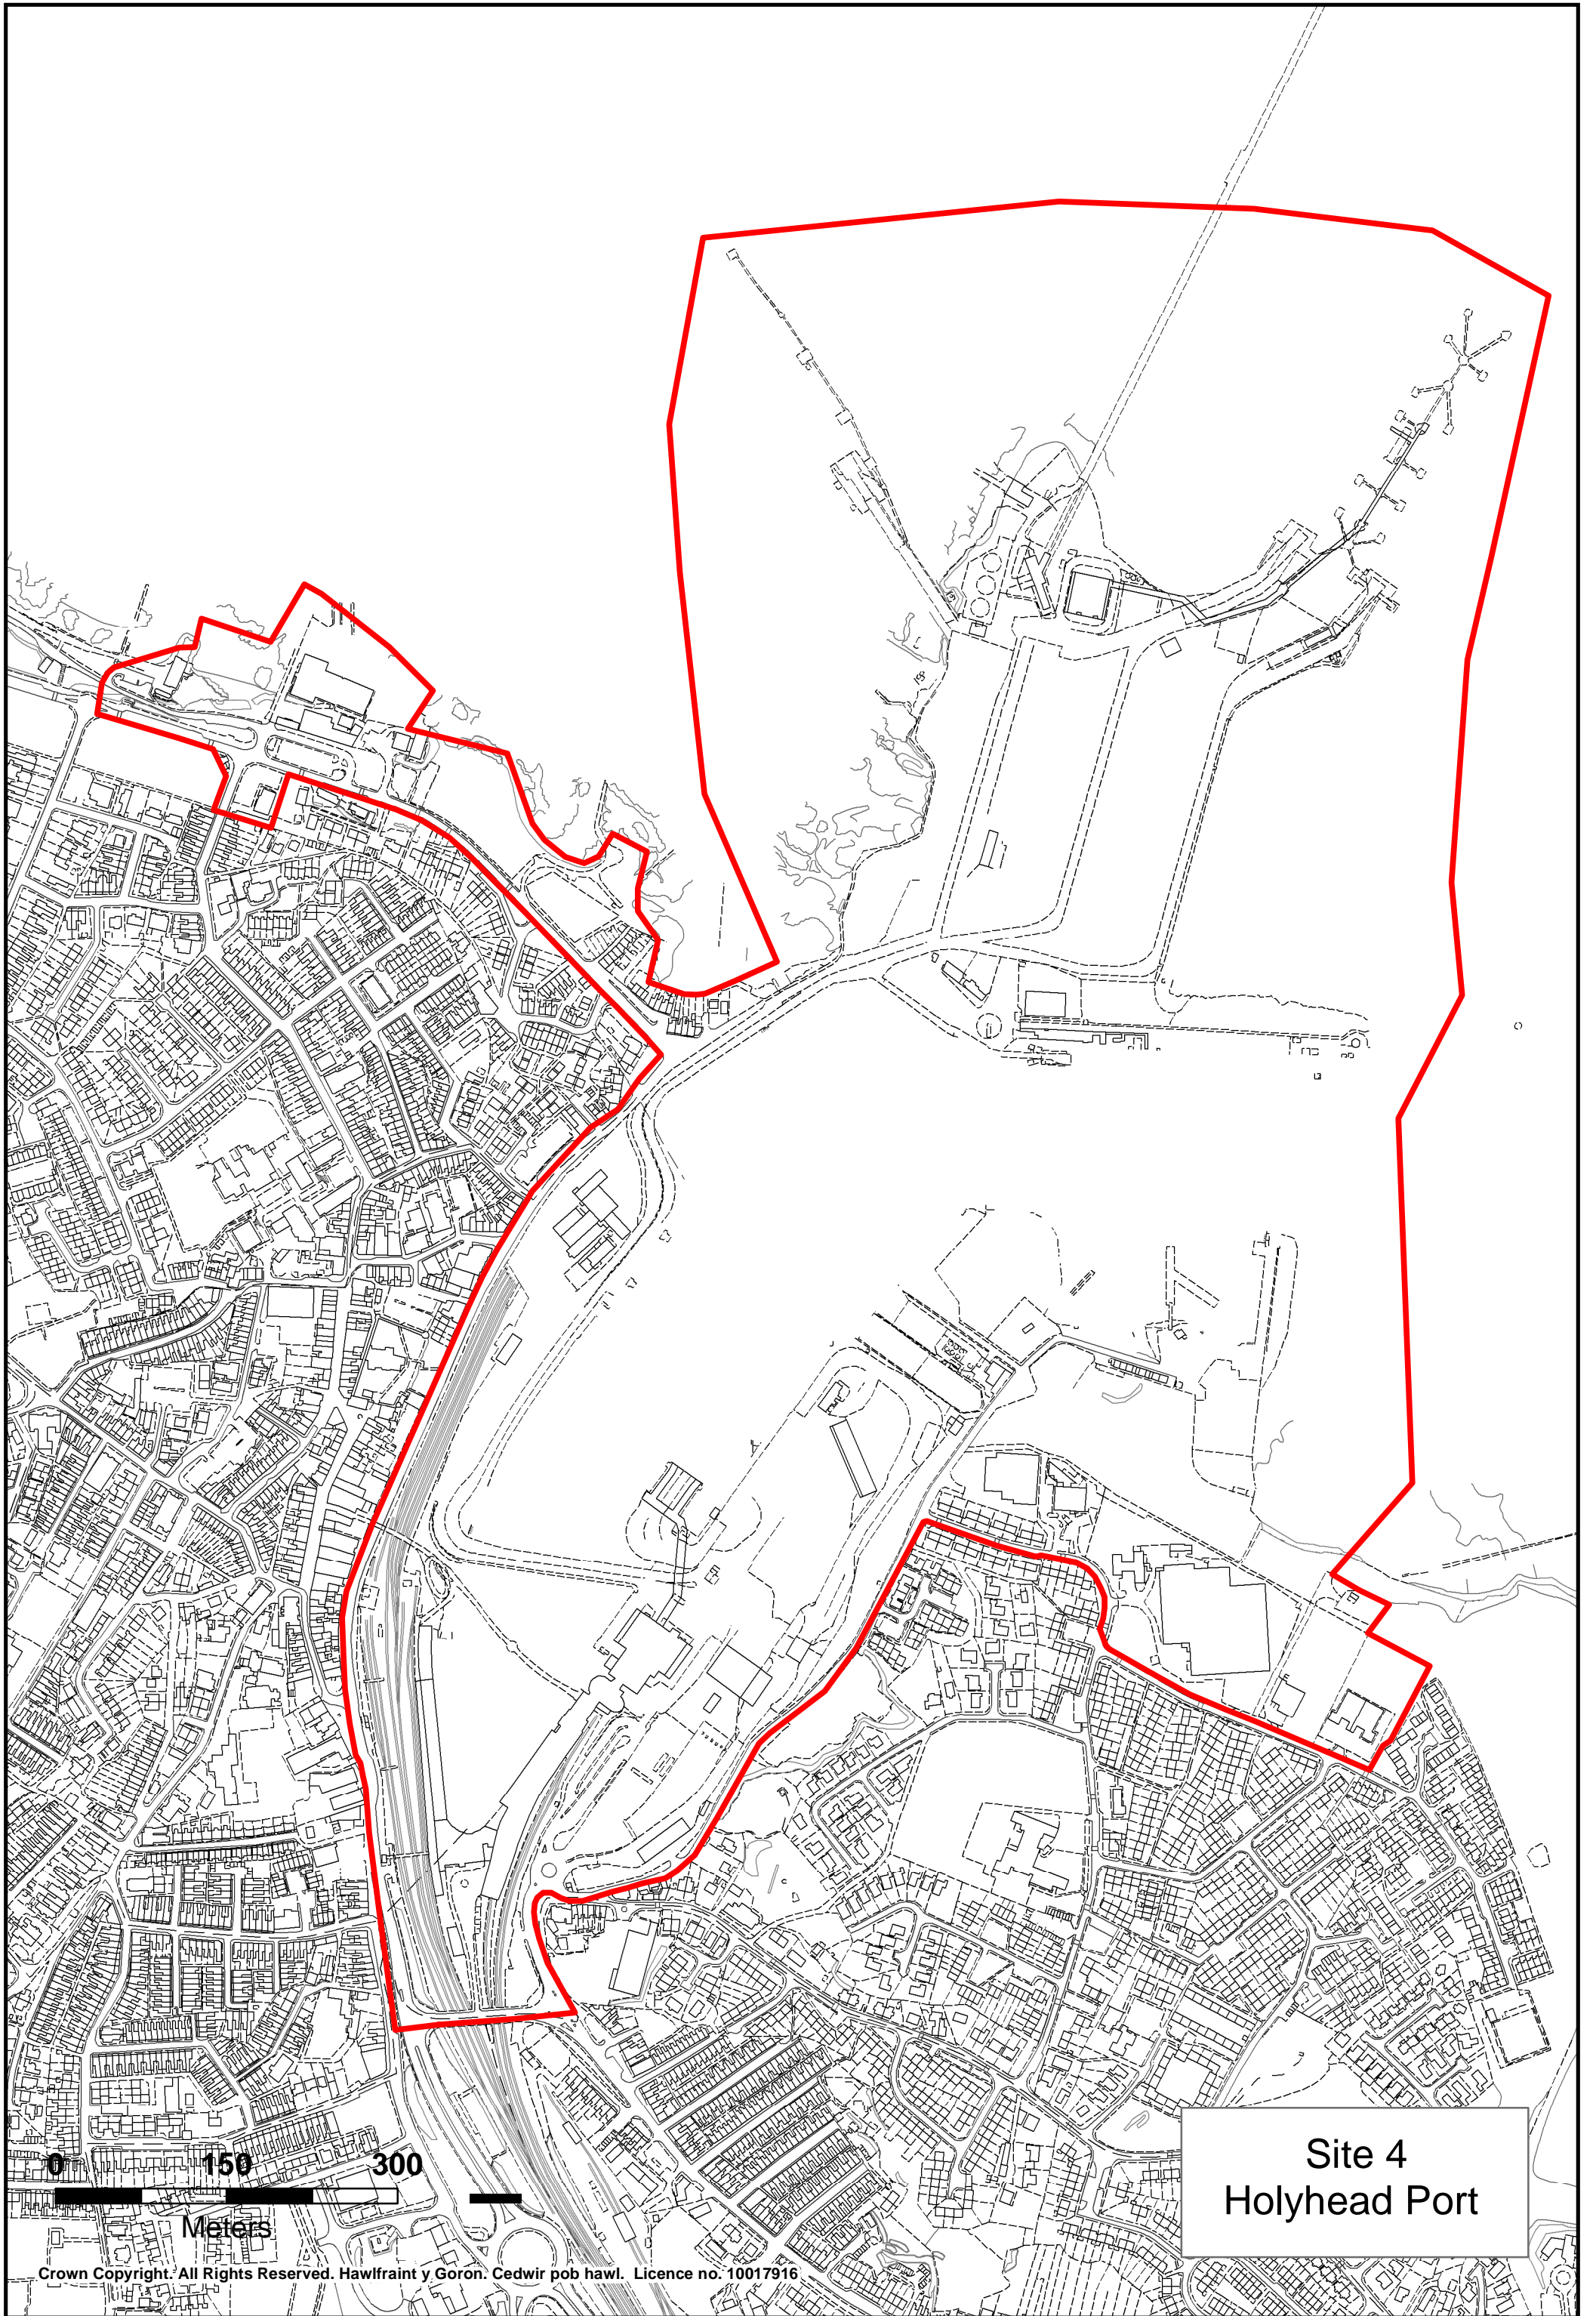 0 150 300
Meters
Crown Copyright. All Rights Reserved. Hawlfraint y Goron. Cedwir pob hawl. Licence no. 10017916
Site 4
Holyhead Port